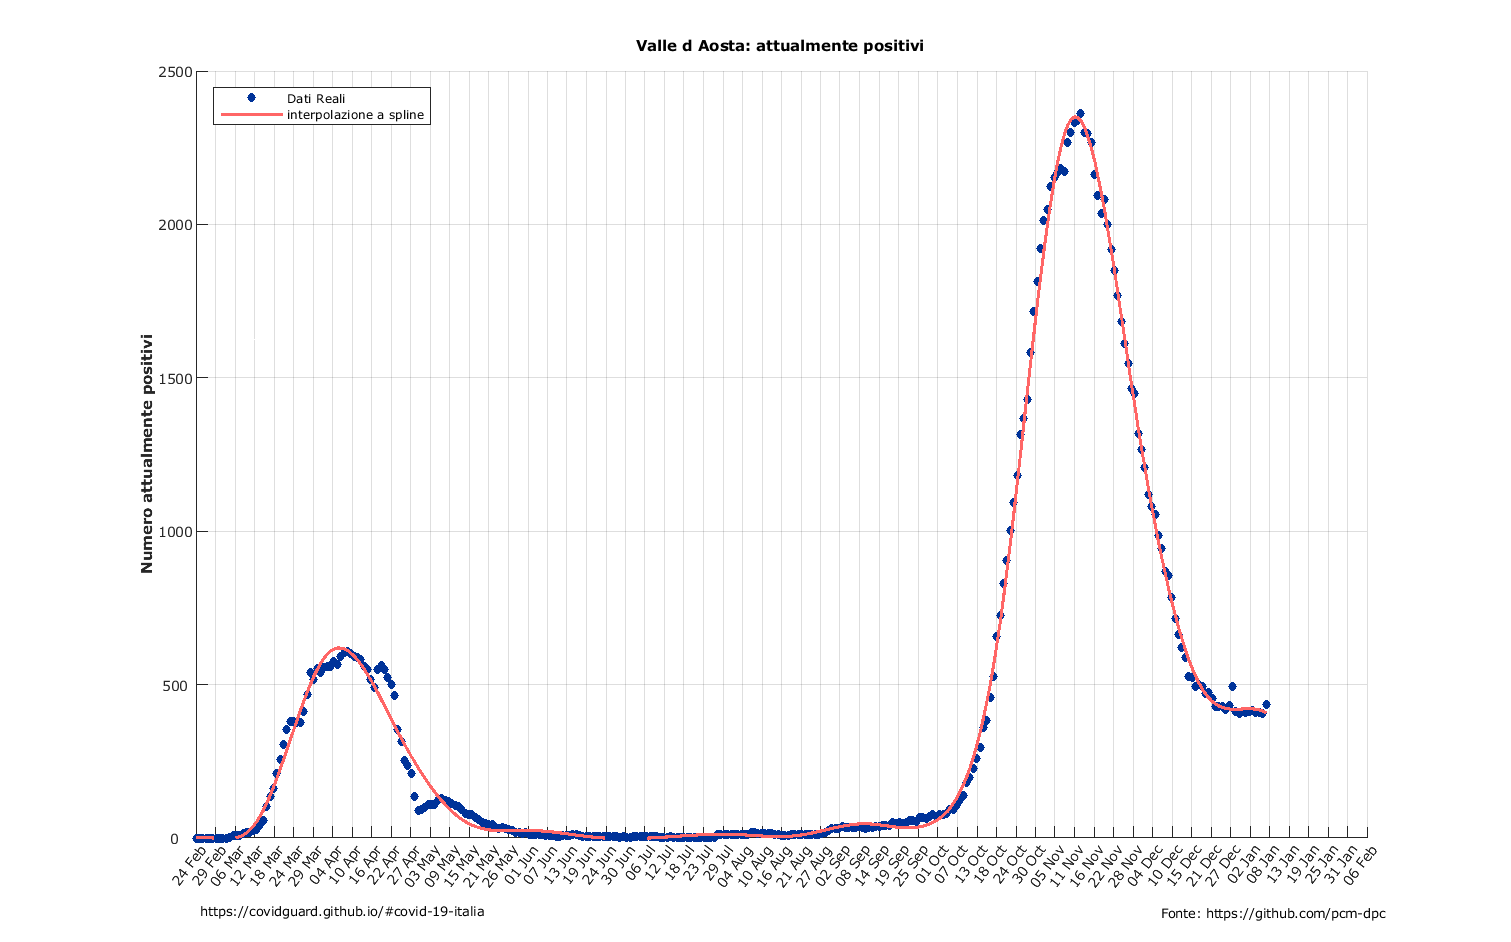 Valle d Aosta: attualmente positivi
Dati Reali
interpolazione a spline
Numero attualmente positivi
2500
2000
1500
1000
500
0
24 Feb
29 Feb
06 Mar
12 Mar
18 Mar
24 Mar
29 Mar
04 Apr
10 Apr
16 Apr
22 Apr
27 Apr
03 May
09 May
15 May
21 May
26 May
01 Jun
07 Jun
13 Jun
19 Jun
24 Jun
30 Jun
06 Jul
12 Jul
18 Jul
23 Jul
29 Jul
04 Aug
10 Aug
16 Aug
21 Aug
27 Aug
02 Sep
08 Sep
14 Sep
19 Sep
25 Sep
01 Oct
07 Oct
13 Oct
18 Oct
24 Oct
30 Oct
05 Nov
11 Nov
16 Nov
22 Nov
28 Nov
04 Dec
10 Dec
15 Dec
21 Dec
27 Dec
02 Jan
08 Jan
13 Jan
19 Jan
25 Jan
31 Jan
06 Feb
https://covidguard.github.io/#covid-19-italia
Fonte: https://github.com/pcm-dpc